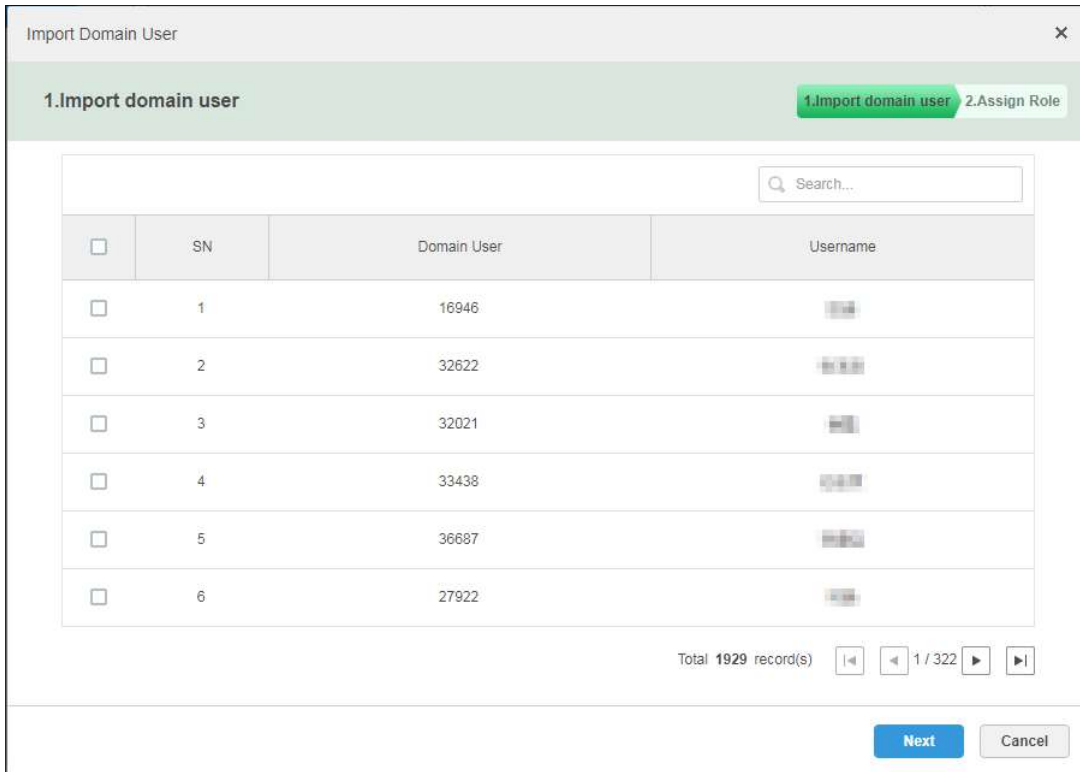 Import Domain User
1.Import domain user
1.Import domain user 2.Assign Role
Search...
SN Domain User Username
1 16946
2 32622
3 32021
4 33438
5 36687
6 27922
Total 1929 record(s) 1 / 322
Next Cancel